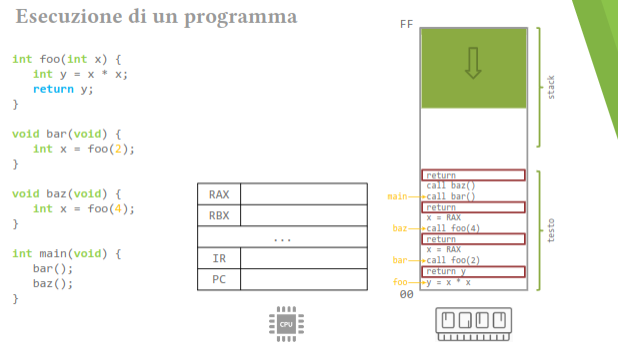 Esecuzione di un programma
int foo(int x) {
int y = x * x;
return y;
}
void bar(void) {
int x = foo(2);
}
void baz(void) {
int x = foo(4);
}
int main(void) {
bar();
baz();
}
RAX
RBX
...
IR
PC
CPU
FF
stack
return
call baz()
main
call bar()
return
x = RAX
baz
call foo(4)
return
x = RAX
bar
call foo(2)
return y
foo
y = x * x
00
testo